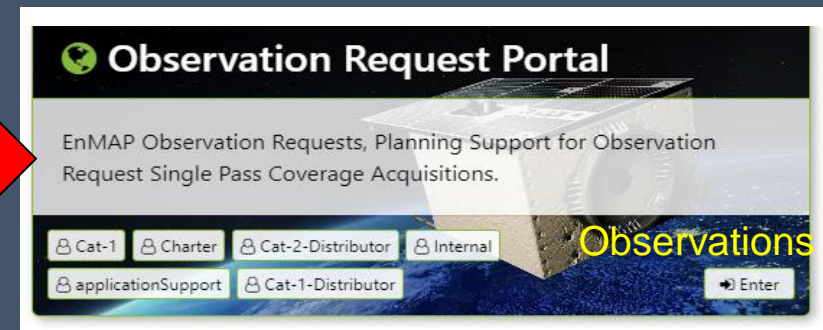 Observation Request Portal
EnMAP Observation Requests, Planning Support for Observation
Request Single Pass Coverage Acquisitions.
Cat-1 Charter Cat-2-Distributor Internal
Observations
applicationSupport Cat-1-Distributor Enter